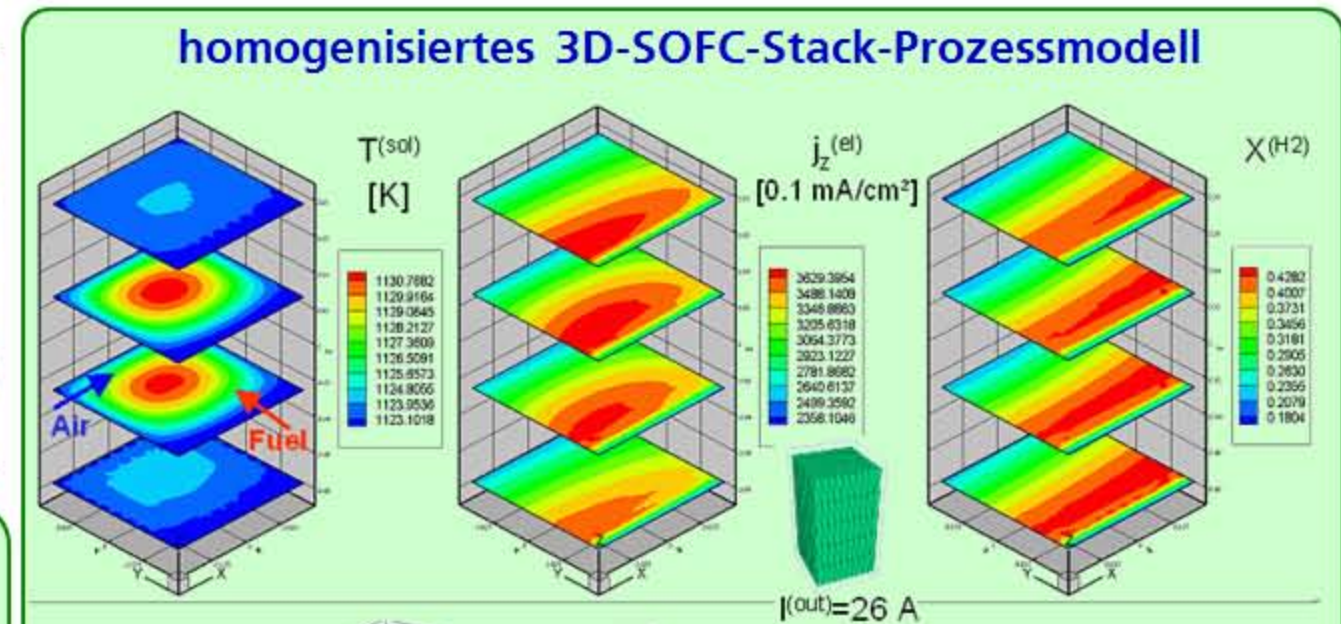 homogenisiertes 3D-SOFC-Stack-Prozessmodell
T(sol)
[K]
1130.7682
1129.9164
1129.0645
1128.2127
1127.3609
1126.5091
1125.6573
1124.8055
1123.9536
1123.1018
Air
Fuel
Y
X
jz(el)
[0.1 mA/cm²]
3629.3954
3488.1408
3346.8863
3205.6318
3064.3773
2923.1227
2781.8682
2640.6137
2499.3592
2358.1046
Z
Y
X
I(out)=26 A
X(H2)
0.4282
0.4007
0.3731
0.3456
0.3181
0.2905
0.2630
0.2355
0.2079
0.1804
Z
Y
X